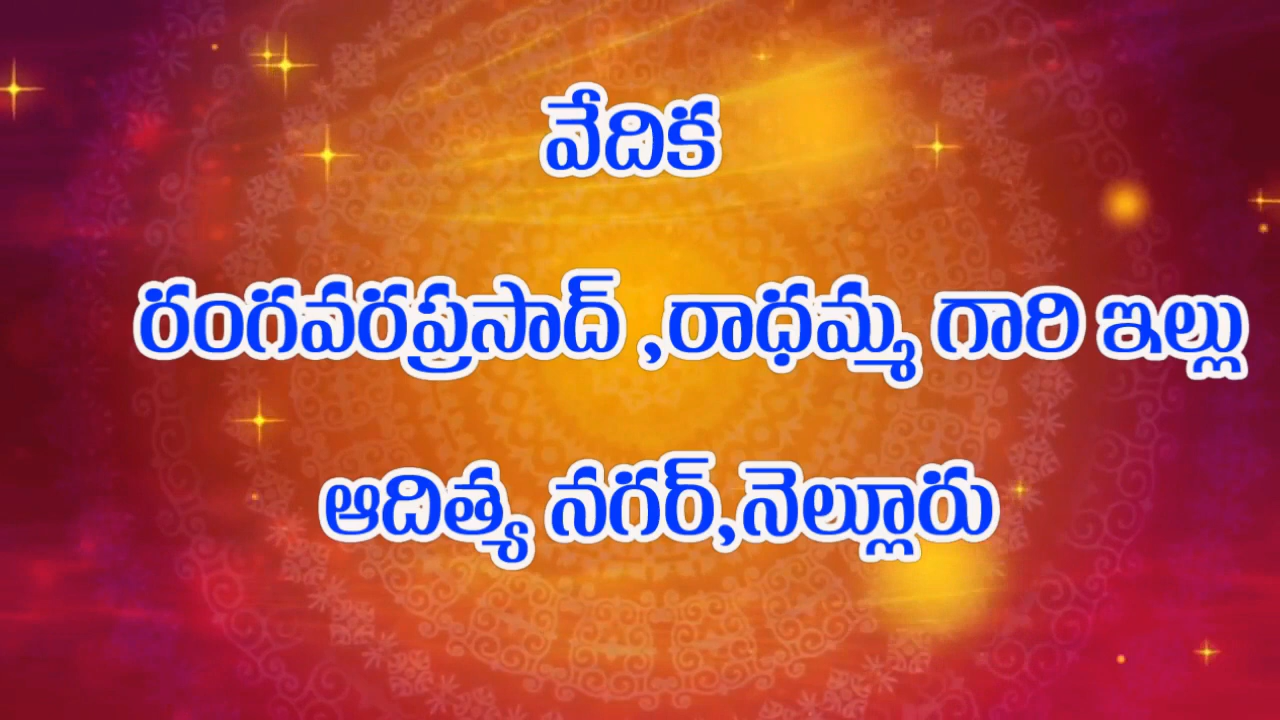 వేదిక
రంగవరప్రసాద్ ,రాధమ్మ గారి ఇల్లు
ఆదిత్య నగర్,నెల్లూరు